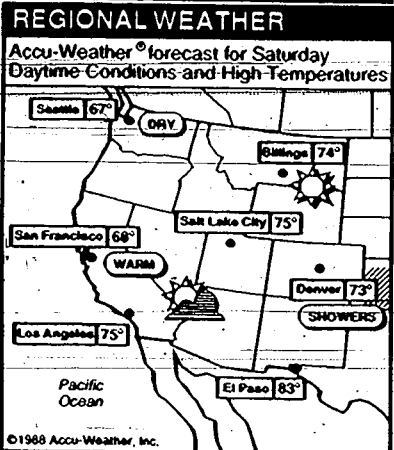 REGIONAL WEATHER
Accu-Weather® forecast for Saturday
Daytime Conditions and High Temperatures
Seattle 67°
DRY
Billings 74°
Salt Lake City 75°
San Francisco 68°
WARM
Denver 73°
SHOWERS
Los Angeles 75°
El Paso 83°
Pacific
Ocean
©1988 Accu-Weather, Inc.